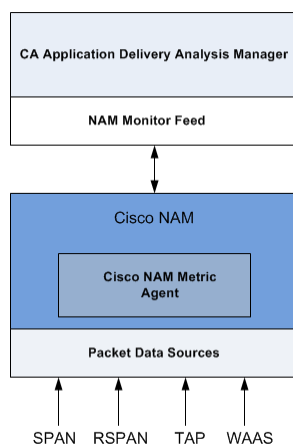 CA Application Delivery Analysis Manager
NAM Monitor Feed
Cisco NAM
Cisco NAM Metric
Agent
Packet Data Sources
SPAN RSPAN TAP WAAS